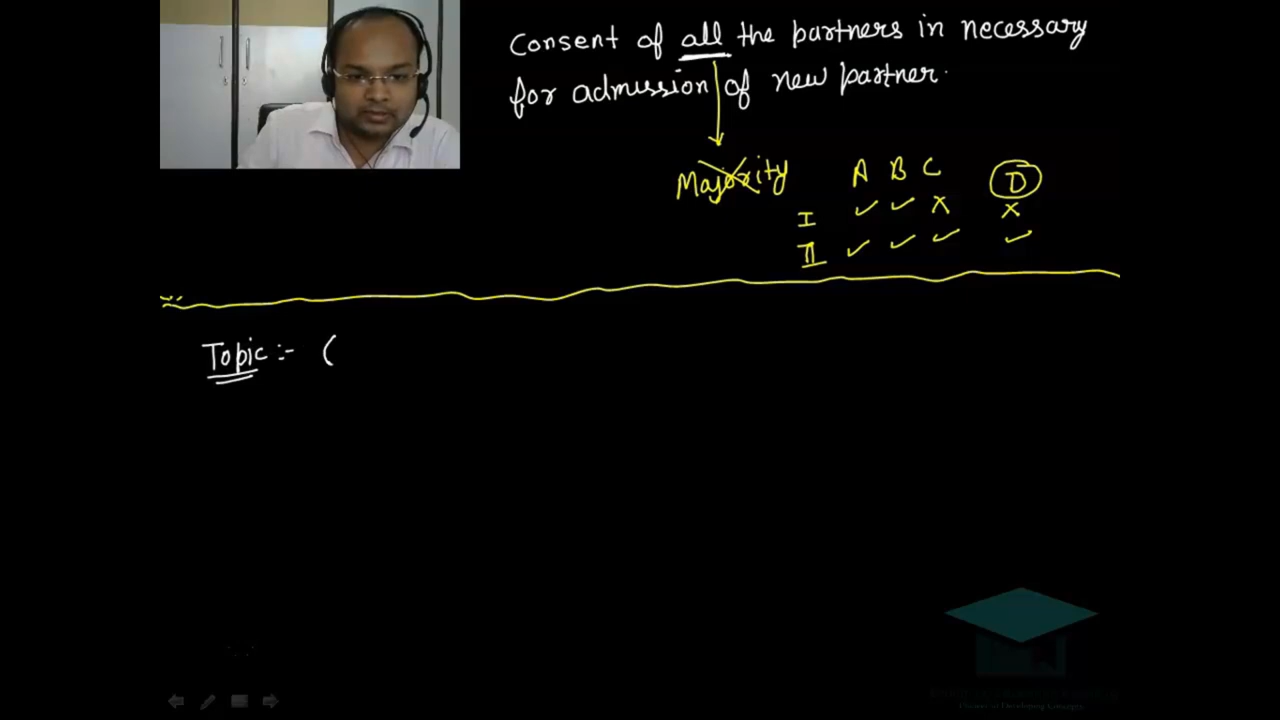 Consent of all the partners in necessary
for admission of new partner.
Majority A B C D
I ✓ ✓ X X
II ✓ ✓ ✓ ✓
Topic :- (